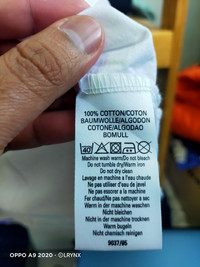 100% COTTON/COTON
BAUMWOLLE/ALGODON
COTONE/ALGODAO
BOMULL
40
Machine wash warm/Do not bleach
Do not tumble dry/Warm iron
Do not dry clean
Lavage en machine a l'eau chaude
Ne pas utiliser d'eau de javel
Ne pas essorer a la machine
Fer chaud/Ne pas nettoyer a sec
Warm in der maschine waschen
Nicht bleichen
Nicht in der maschine trocknen
Warm bugeln
Nicht chemisch reinigen
9037/95
OPPO A9 2020 · ©LRYNX